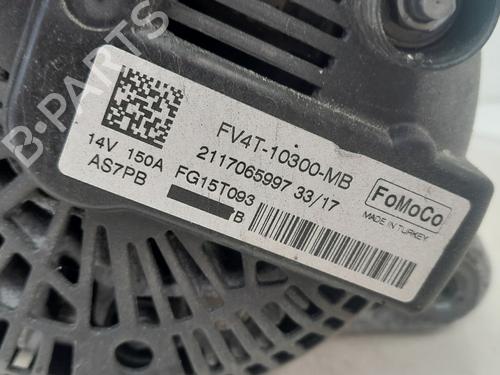 B-PARTS
FV4T-10300-MB
2117065997 33/17
14V 150A
FG15T093
AS7PB
B
FoMoCo
MADE IN TURKEY